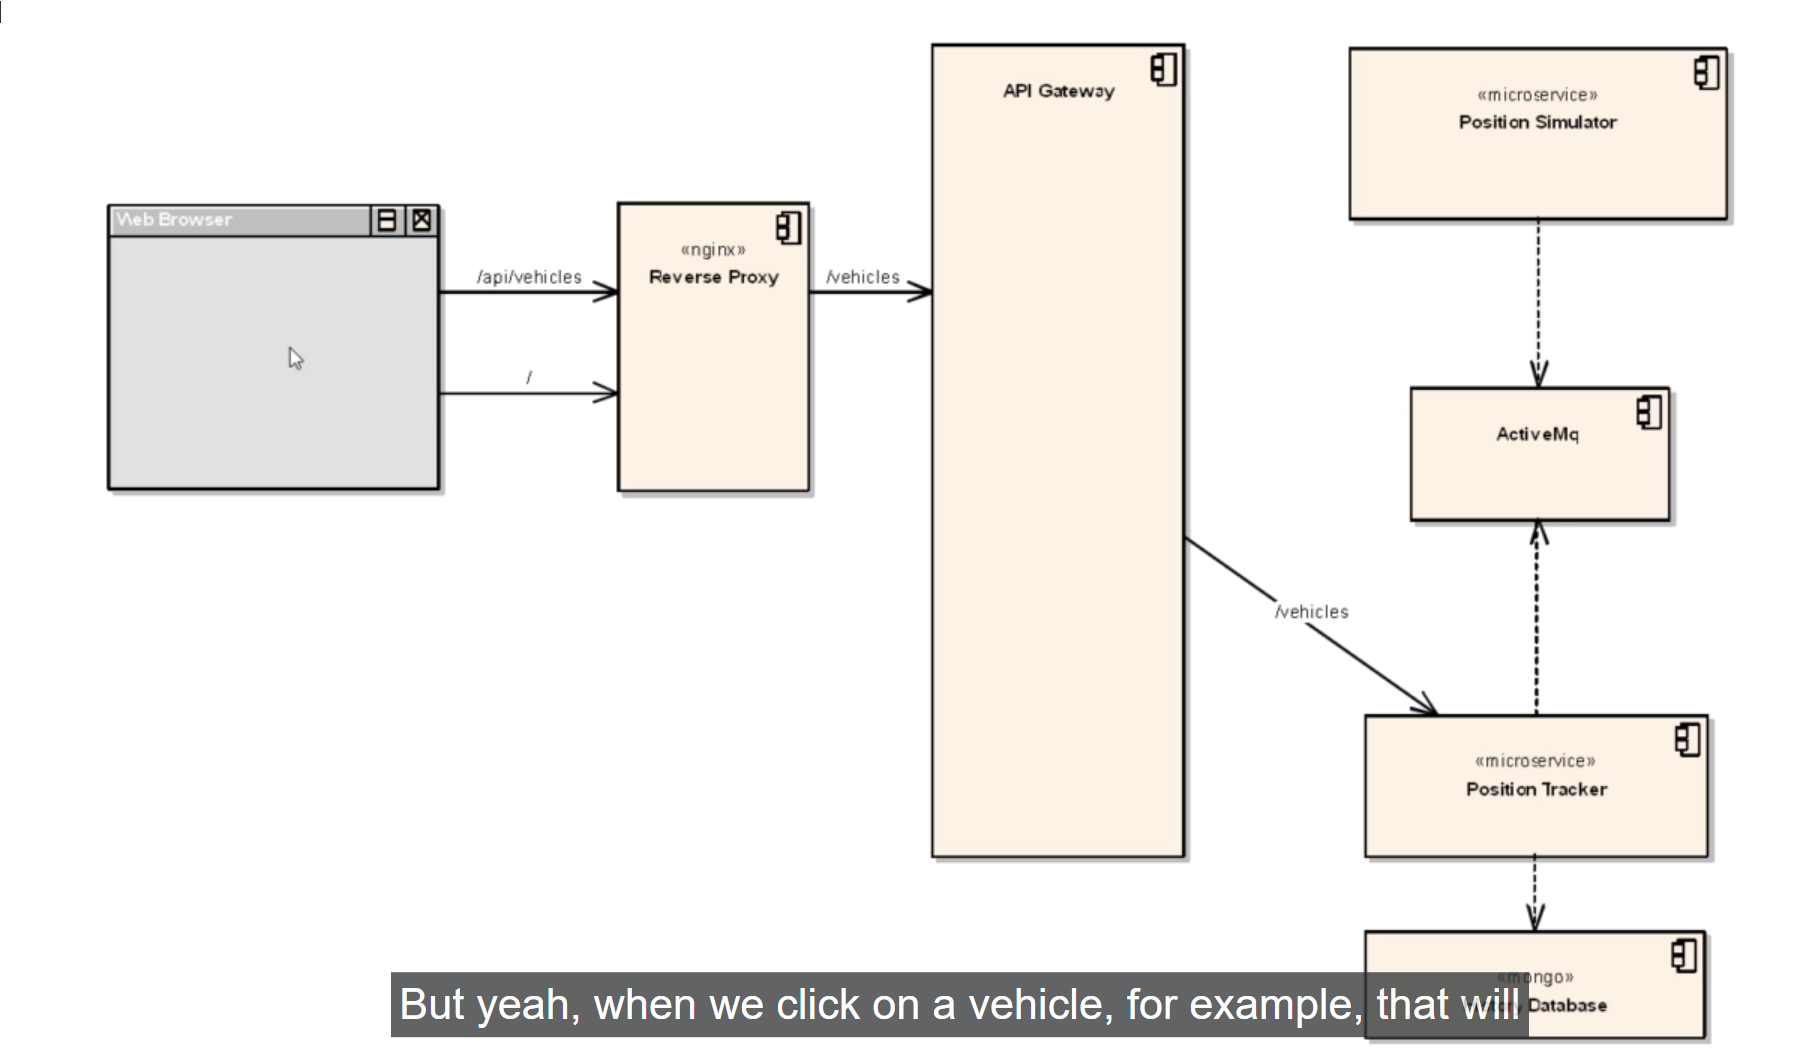 API Gateway
«microservice»
Position Simulator
Web Browser
/api/vehicles
/
«nginx»
Reverse Proxy
/vehicles
ActiveMq
/vehicles
«microservice»
Position Tracker
«mongo»
Database
But yeah, when we click on a vehicle, for example, that will